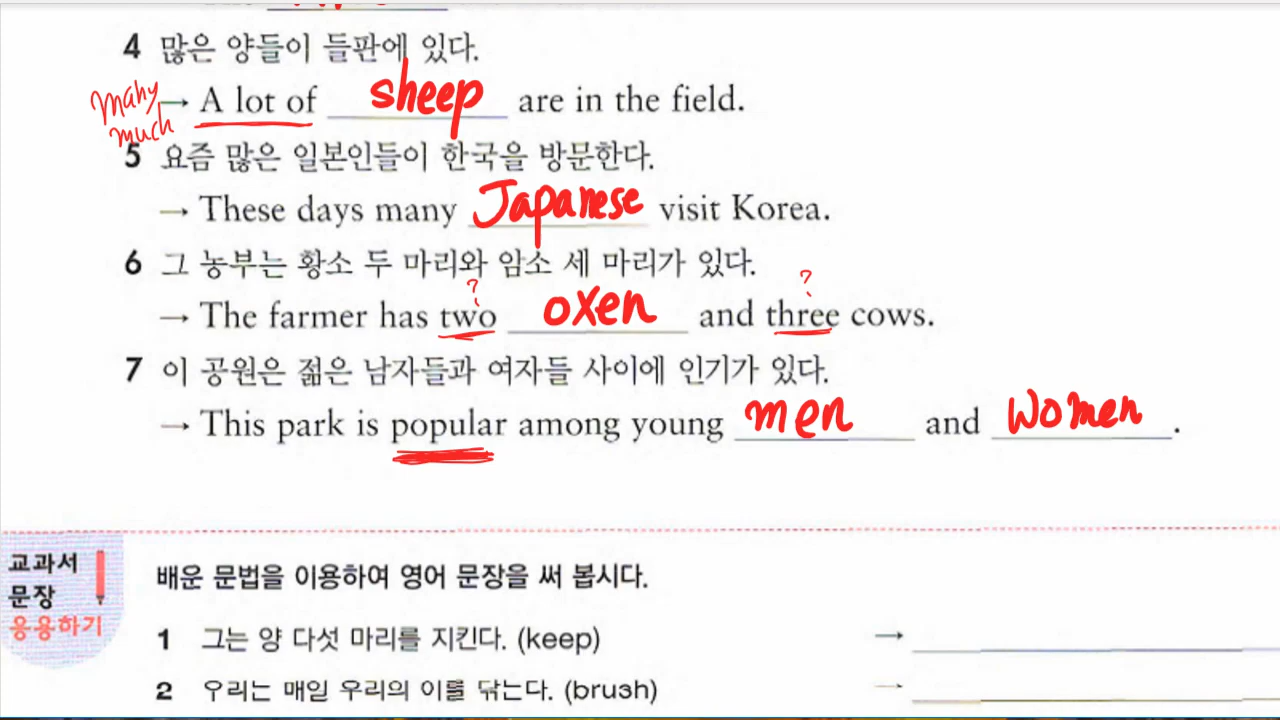 4 많은 양들이 들판에 있다.
many → A lot of sheep are in the field.
much
5 요즘 많은 일본인들이 한국을 방문한다.
→ These days many Japanese visit Korea.
6 그 농부는 황소 두 마리와 암소 세 마리가 있다.
? ?
→ The farmer has two oxen and three cows.
7 이 공원은 젊은 남자들과 여자들 사이에 인기가 있다.
→ This park is popular among young men and women.
교과서
문장
응용하기
배운 문법을 이용하여 영어 문장을 써 봅시다.
1 그는 양 다섯 마리를 지킨다. (keep) →
2 우리는 매일 우리의 이를 닦는다. (brush) →